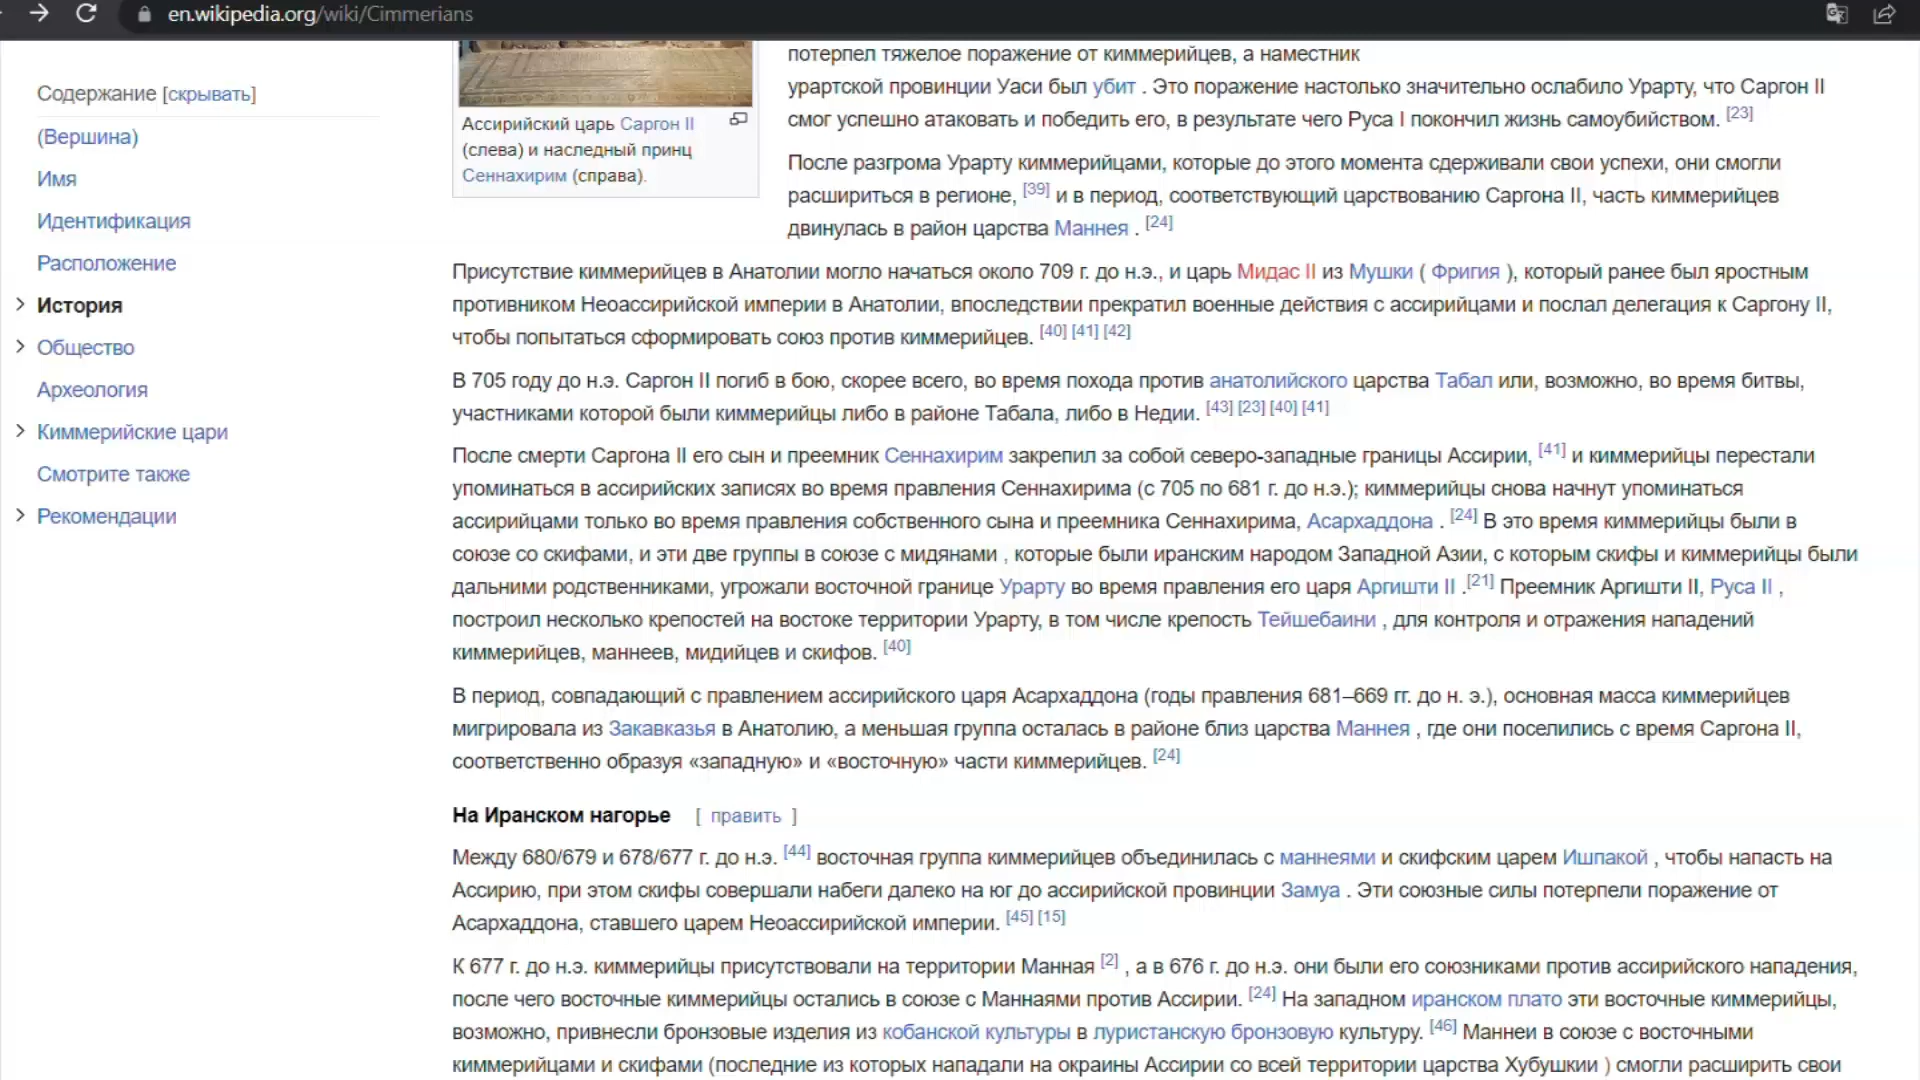 en.wikipedia.org/wiki/Cimmerians
Содержание [скрывать]
(Вершина)
Имя
Идентификация
Расположение
История
Общество
Археология
Киммерийские цари
Смотрите также
Рекомендации
Ассирийский царь Саргон II
(слева) и наследный принц
Сеннахирим (справа).
потерпел тяжелое поражение от киммерийцев, а наместник
урартской провинции Уаси был убит . Это поражение настолько значительно ослабило Урарту, что Саргон II
смог успешно атаковать и победить его, в результате чего Руса I покончил жизнь самоубийством. [23]
После разгрома Урарту киммерийцами, которые до этого момента сдерживали свои успехи, они смогли
расшириться в регионе, [39] и в период, соответствующий царствованию Саргона II, часть киммерийцев
двинулась в район царства Маннея . [24]
Присутствие киммерийцев в Анатолии могло начаться около 709 г. до н.э., и царь Мидас II из Мушки ( Фригия ), который ранее был яростным
противником Неоассирийской империи в Анатолии, впоследствии прекратил военные действия с ассирийцами и послал делегация к Саргону II,
чтобы попытаться сформировать союз против киммерийцев. [40] [41] [42]
В 705 году до н.э. Саргон II погиб в бою, скорее всего, во время похода против анатолийского царства Табал или, возможно, во время битвы,
участниками которой были киммерийцы либо в районе Табала, либо в Недии. [43] [23] [40] [41]
После смерти Саргона II его сын и преемник Сеннахирим закрепил за собой северо-западные границы Ассирии, [41] и киммерийцы перестали
упоминаться в ассирийских записях во время правления Сеннахирима (с 705 по 681 г. до н.э.); киммерийцы снова начнут упоминаться
ассирийцами только во время правления собственного сына и преемника Сеннахирима, Асархаддона . [24] В это время киммерийцы были в
союзе со скифами, и эти две группы в союзе с мидянами , которые были иранским народом Западной Азии, с которым скифы и киммерийцы были
дальними родственниками, угрожали восточной границе Урарту во время правления его царя Аргишти II .[21] Преемник Аргишти II, Руса II ,
построил несколько крепостей на востоке территории Урарту, в том числе крепость Тейшебаини , для контроля и отражения нападений
киммерийцев, маннеев, мидийцев и скифов. [40]
В период, совпадающий с правлением ассирийского царя Асархаддона (годы правления 681–669 гг. до н. э.), основная масса киммерийцев
мигрировала из Закавказья в Анатолию, а меньшая группа осталась в районе близ царства Маннея , где они поселились с время Саргона II,
соответственно образуя «западную» и «восточную» части киммерийцев. [24]
На Иранском нагорье [ править ]
Между 680/679 и 678/677 г. до н.э. [44] восточная группа киммерийцев объединилась с маннеями и скифским царем Ишпакой , чтобы напасть на
Ассирию, при этом скифы совершали набеги далеко на юг до ассирийской провинции Замуа . Эти союзные силы потерпели поражение от
Асархаддона, ставшего царем Неоассирийской империи. [45] [15]
К 677 г. до н.э. киммерийцы присутствовали на территории Манная [2] , а в 676 г. до н.э. они были его союзниками против ассирийского нападения,
после чего восточные киммерийцы остались в союзе с Маннаями против Ассирии. [24] На западном иранском плато эти восточные киммерийцы,
возможно, привнесли бронзовые изделия из кобанской культуры в луристанскую бронзовую культуру. [46] Маннеи в союзе с восточными
киммерийцами и скифами (последние из которых нападали на окраины Ассирии со всей территории царства Хубушкии ) смогли расширить свои